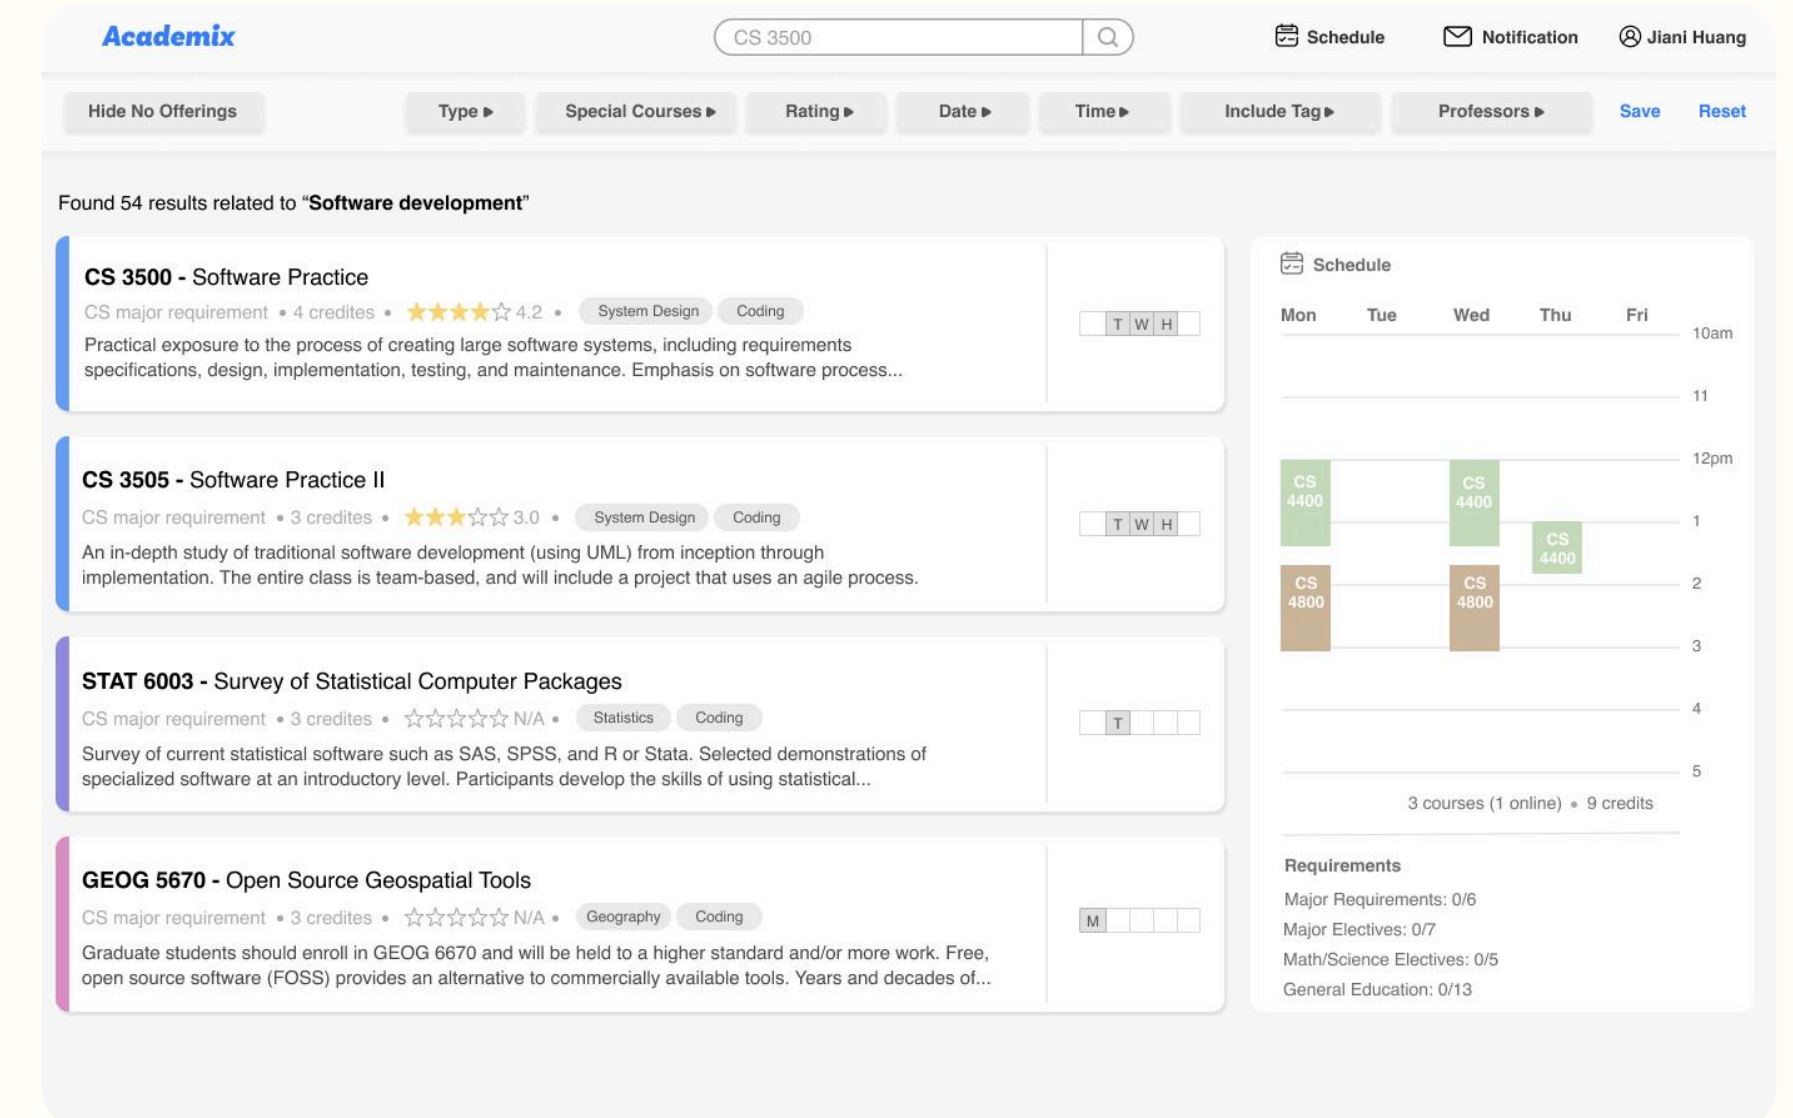 Academix
CS 3500
Schedule
Notification
Jiani Huang
Hide No Offerings
Type
Special Courses
Rating
Date
Time
Include Tag
Professors
Save
Reset
Found 54 results related to “Software development”
CS 3500 - Software Practice
CS major requirement • 4 credites • 4.2 • System Design Coding
Practical exposure to the process of creating large software systems, including requirements
specifications, design, implementation, testing, and maintenance. Emphasis on software process...
T W H
CS 3505 - Software Practice II
CS major requirement • 3 credites • 3.0 • System Design Coding
An in-depth study of traditional software development (using UML) from inception through
implementation. The entire class is team-based, and will include a project that uses an agile process.
T W H
STAT 6003 - Survey of Statistical Computer Packages
CS major requirement • 3 credites • N/A • Statistics Coding
Survey of current statistical software such as SAS, SPSS, and R or Stata. Selected demonstrations of
specialized software at an introductory level. Participants develop the skills of using statistical...
T
GEOG 5670 - Open Source Geospatial Tools
CS major requirement • 3 credites • N/A • Geography Coding
Graduate students should enroll in GEOG 6670 and will be held to a higher standard and/or more work. Free,
open source software (FOSS) provides an alternative to commercially available tools. Years and decades of...
M
Schedule
Mon Tue Wed Thu Fri
10am
11
12pm
CS
4400
CS
4400
1
CS
4400
2
CS
4800
CS
4800
3
4
5
3 courses (1 online) • 9 credits
Requirements
Major Requirements: 0/6
Major Electives: 0/7
Math/Science Electives: 0/5
General Education: 0/13